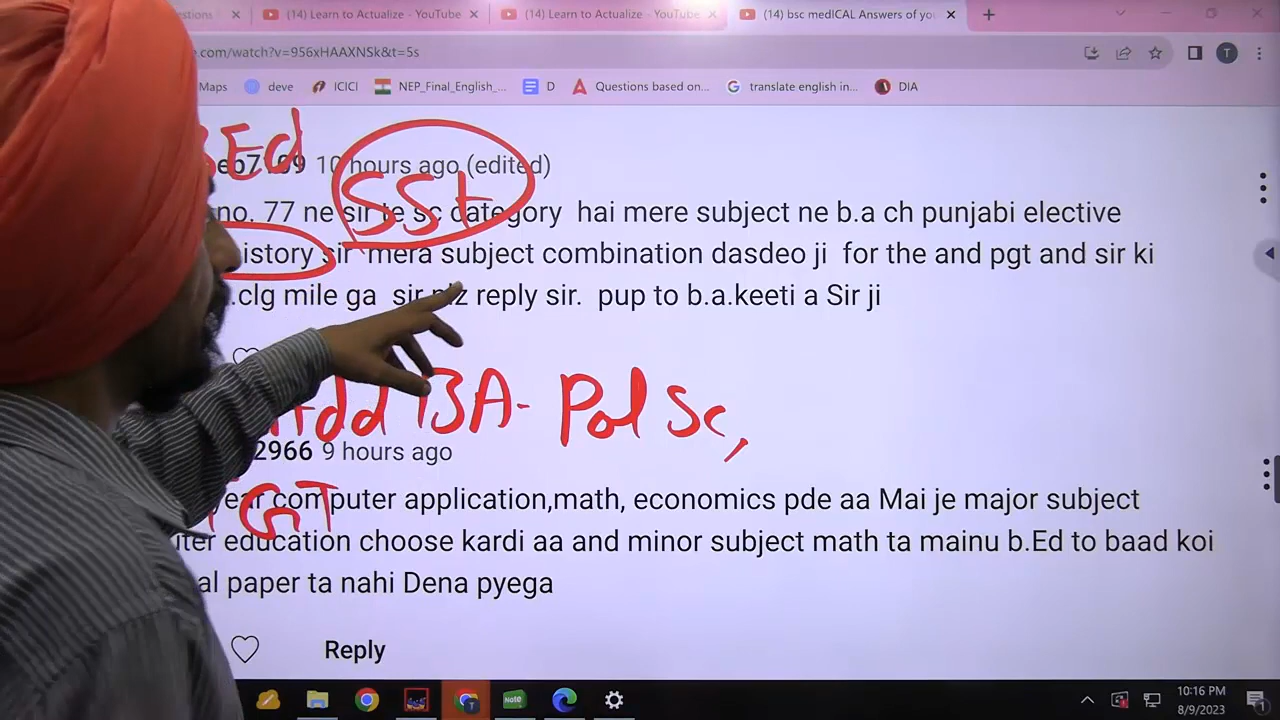 (14) Learn to Actualize - YouTube (14) Learn to Actualize - YouTube (14) bsc medICAL Answers of yo
.com/watch?v=956xHAAXNSk&t=5s T
Maps deve ICICI NEP_Final_English_... D Questions based on... translate english in... DIA
BEd
10 hours ago (edited)
SSt
no. 77 ne sir te sc category hai mere subject ne b.a ch punjabi elective
history sir mera subject combination dasdeo ji for the and pgt and sir ki
.clg mile ga sir plz reply sir. pup to b.a.keeti a Sir ji
Add BA- Pol Sc,
2966 9 hours ago
year computer application,math, economics pde aa Mai je major subject
GT
education choose kardi aa and minor subject math ta mainu b.Ed to baad koi
paper ta nahi Dena pyega
Reply
Note
10:16 PM
8/9/2023